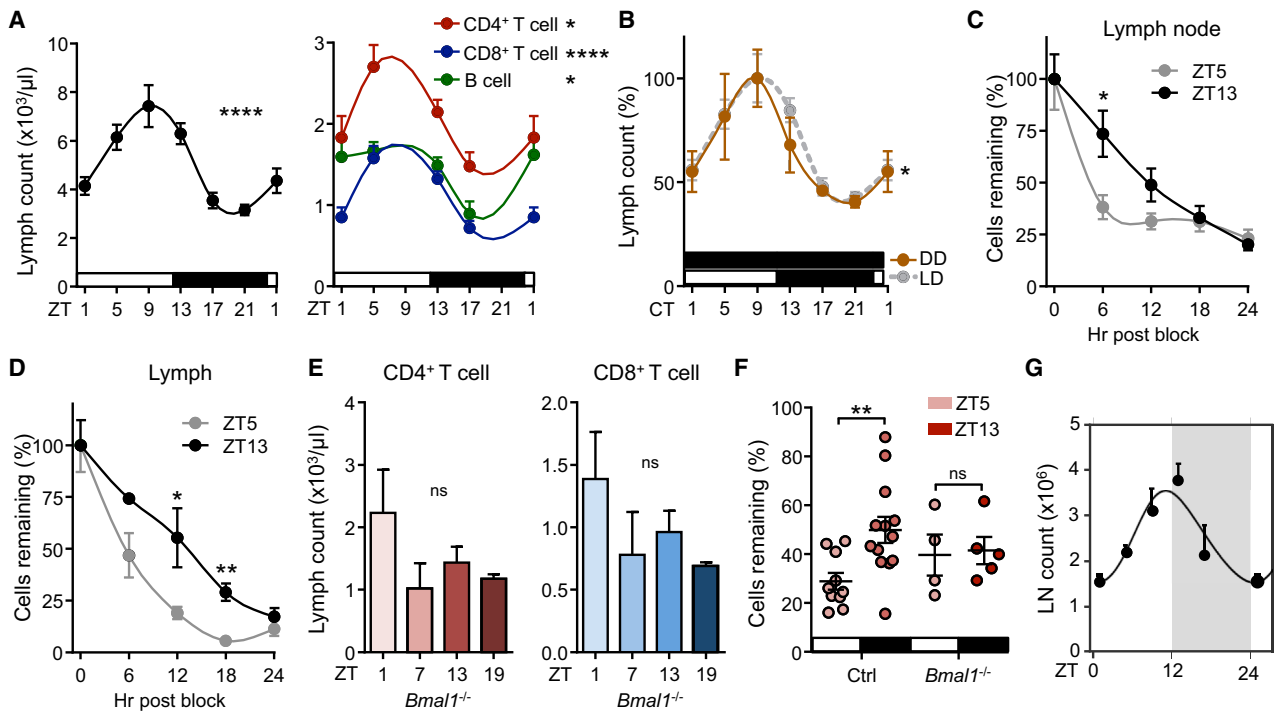 A
Lymph count (x10³/µl)
10
8
6
4
2
0
****
ZT 1 5 9 13 17 21 1
CD4⁺ T cell *
CD8⁺ T cell ****
B cell *
3
2
1
0
ZT 1 5 9 13 17 21 1
B
Lymph count (%)
100
50
0
*
DD
LD
CT 1 5 9 13 17 21 1
C
Lymph node
ZT5
ZT13
Cells remaining (%)
100
75
50
25
0
*
0 6 12 18 24
Hr post block
D
Lymph
ZT5
ZT13
Cells remaining (%)
100
75
50
25
0
*
**
0 6 12 18 24
Hr post block
E
CD4⁺ T cell
Lymph count (x10³/µl)
4
3
2
1
0
ns
ZT 1 7 13 19
Bmal1⁻/⁻
CD8⁺ T cell
2.0
1.5
1.0
0.5
0.0
ns
ZT 1 7 13 19
Bmal1⁻/⁻
F
ZT5
ZT13
Cells remaining (%)
100
80
60
40
20
0
**
ns
Ctrl Bmal1⁻/⁻
G
LN count (x10⁶)
5
4
3
2
1
0
ZT 0 12 24